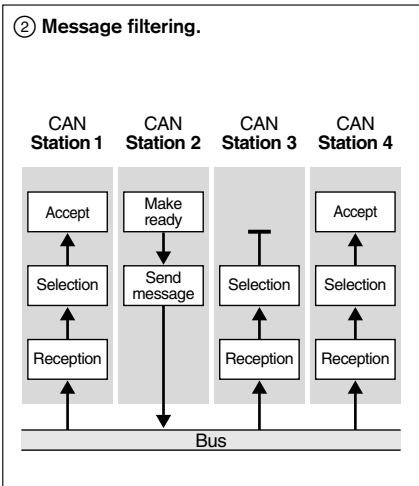 ② Message filtering.
CAN
Station 1
CAN
Station 2
CAN
Station 3
CAN
Station 4
Accept
Make
ready
Accept
Selection
Send
message
Selection
Selection
Reception
Reception
Reception
Bus